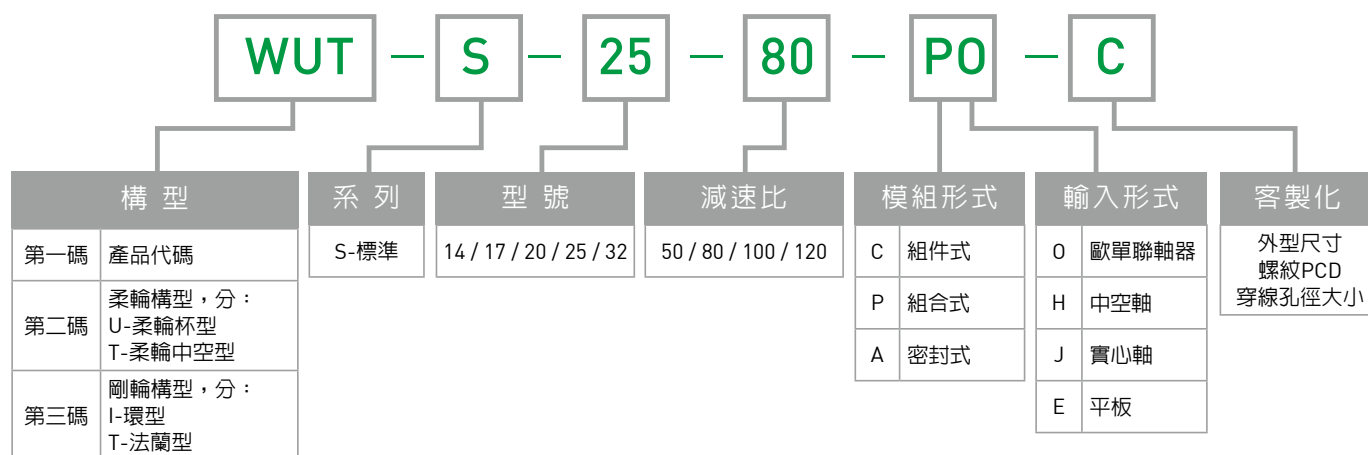 WUT – S – 25 – 80 – PO – C
構型
第一碼 產品代碼
第二碼 柔輪構型，分：
U-柔輪杯型
T-柔輪中空型
第三碼 剛輪構型，分：
I-環型
T-法蘭型
系列
S-標準
型號
14 / 17 / 20 / 25 / 32
減速比
50 / 80 / 100 / 120
模組形式
C 組件式
P 組合式
A 密封式
輸入形式
O 歐單聯軸器
H 中空軸
J 實心軸
E 平板
客製化
外型尺寸
螺紋PCD
穿線孔徑大小